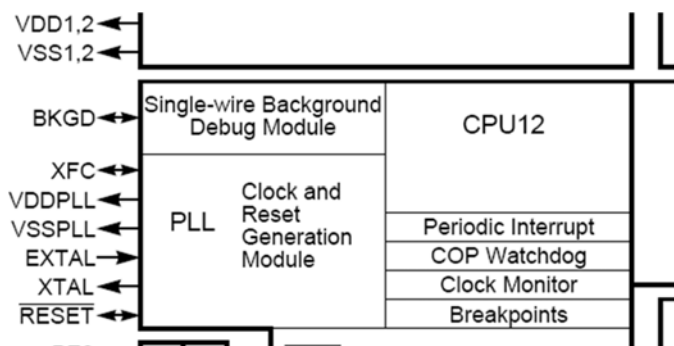 VDD1,2
VSS1,2
BKGD
Single-wire Background
Debug Module
CPU12
XFC
VDDPLL
VSSPLL
EXTAL
XTAL
RESET
PLL
Clock and
Reset
Generation
Module
Periodic Interrupt
COP Watchdog
Clock Monitor
Breakpoints